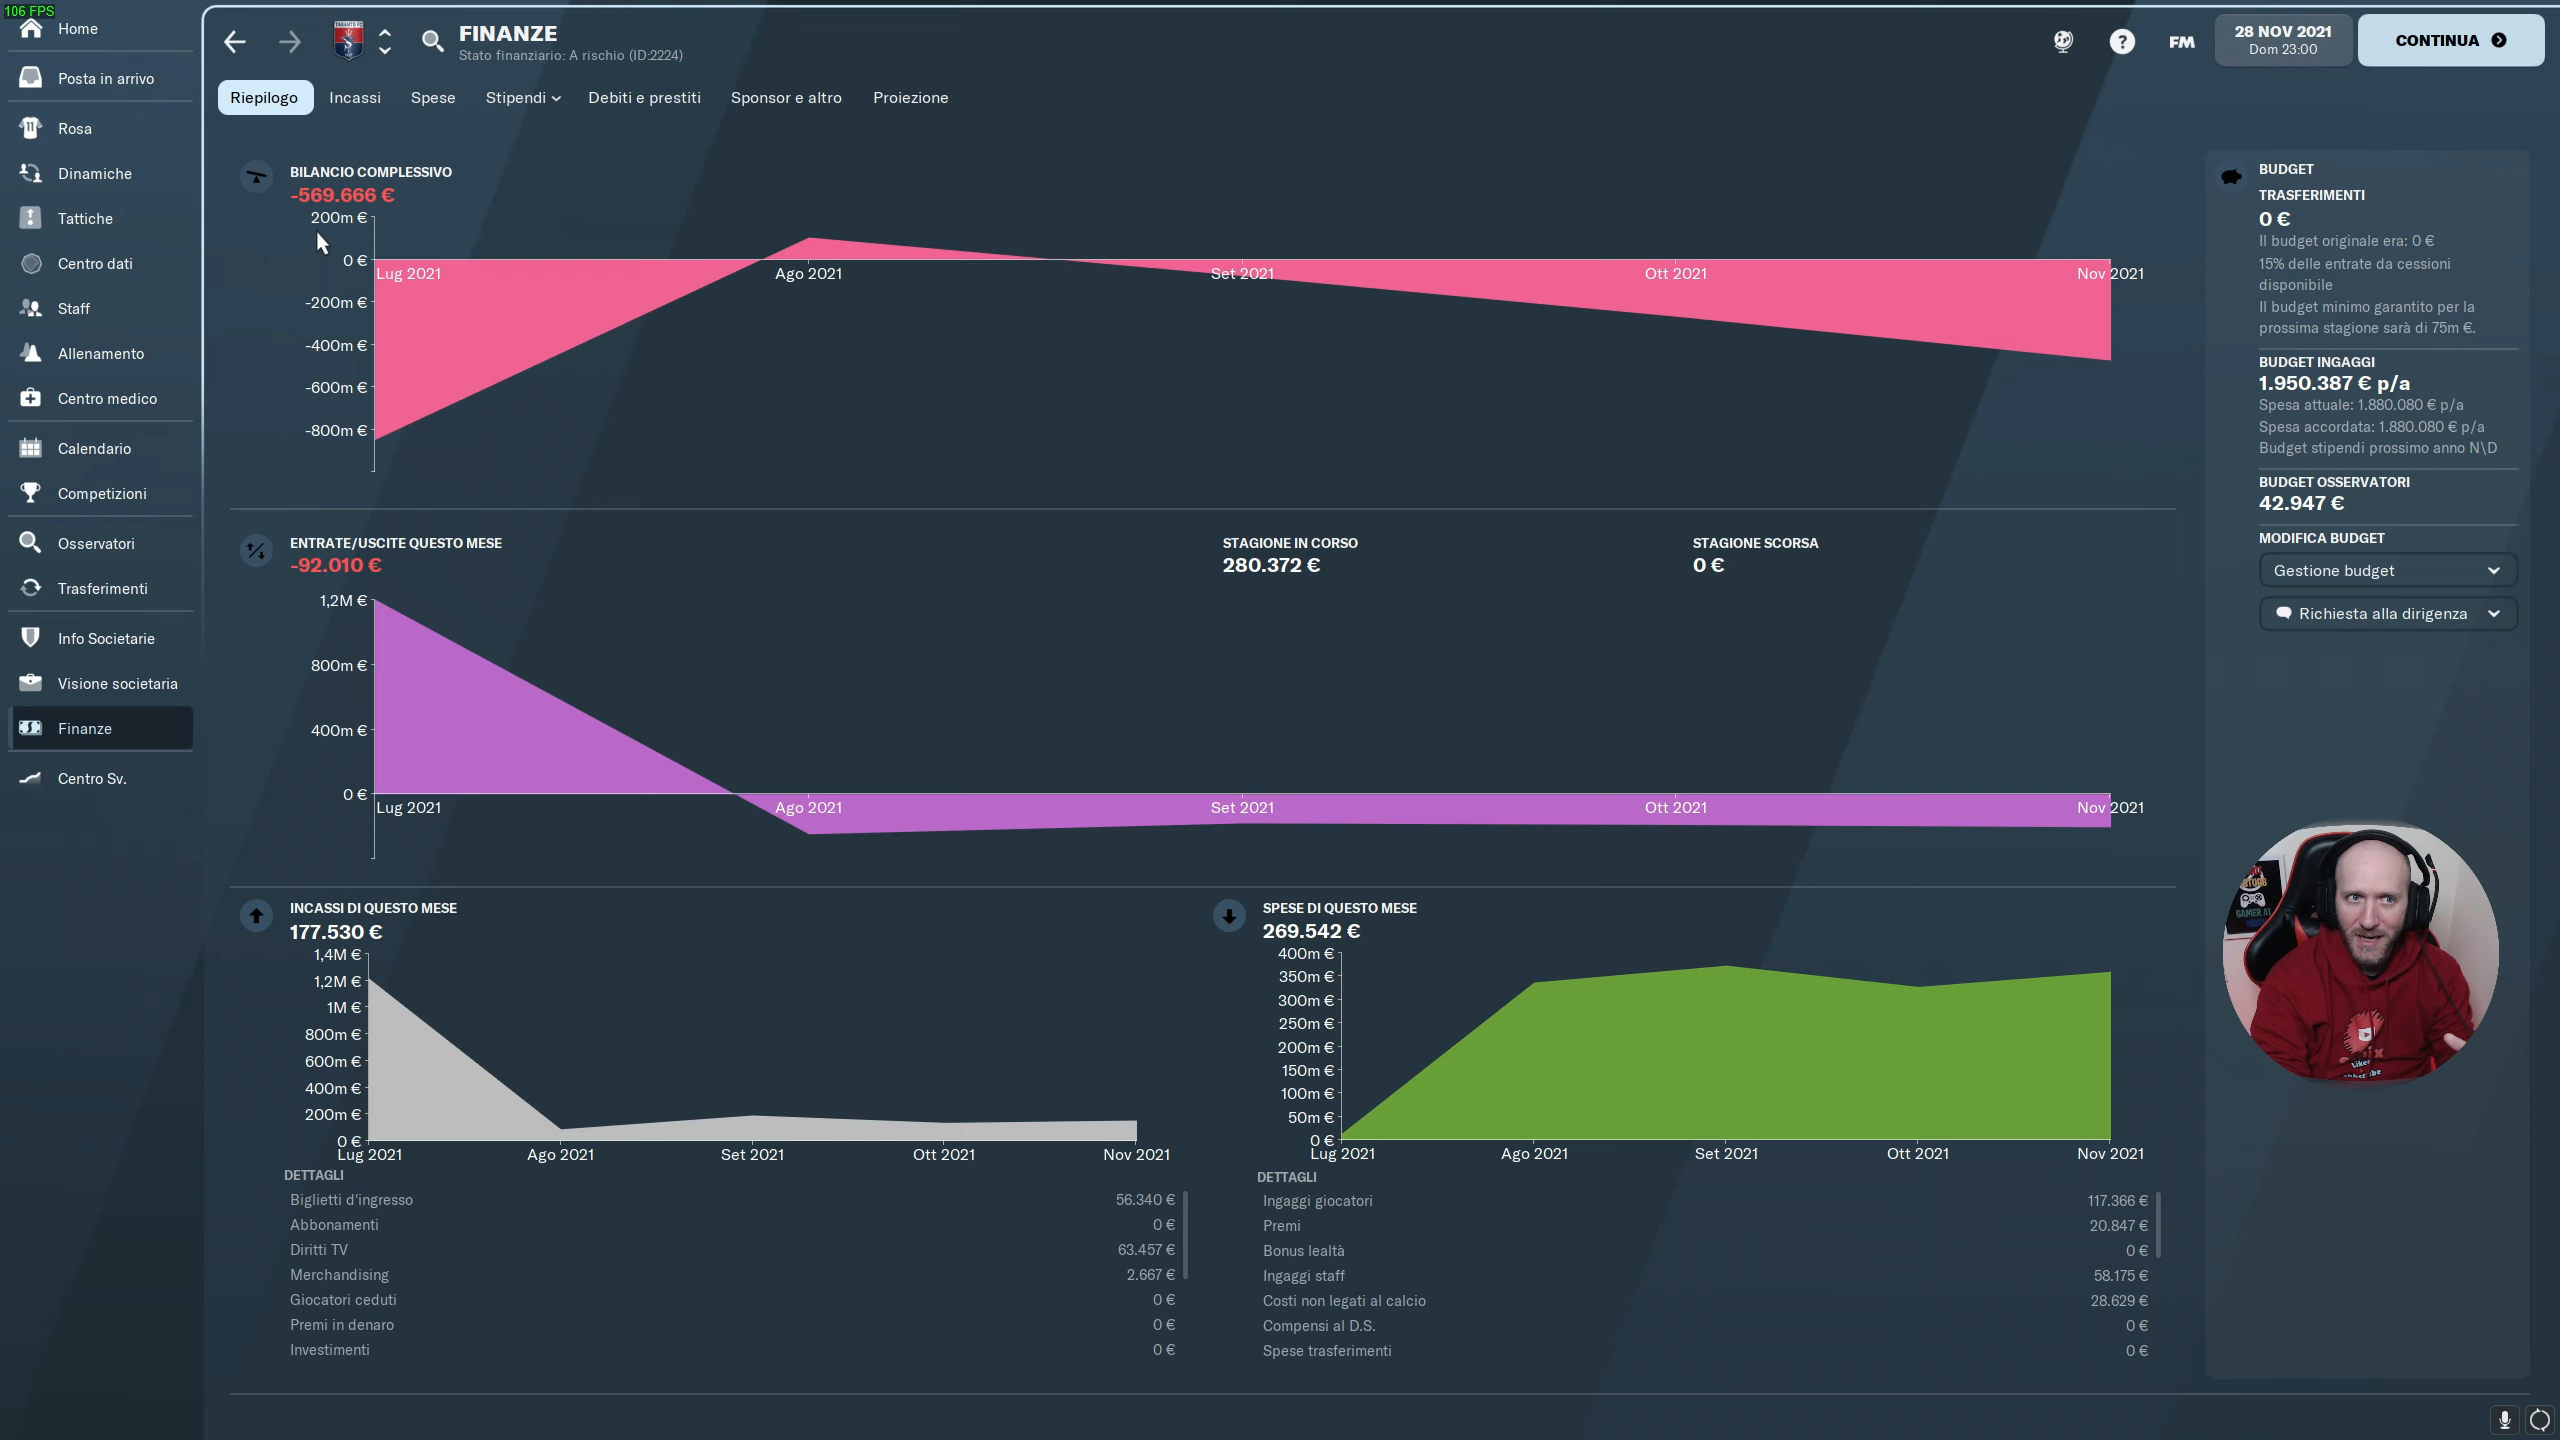 106 FPS
Home
Posta in arrivo
Rosa
Dinamiche
Tattiche
Centro dati
Staff
Allenamento
Centro medico
Calendario
Competizioni
Osservatori
Trasferimenti
Info Societarie
Visione societaria
Finanze
Centro Sv.
TARANTO FC
FINANZE
Stato finanziario: A rischio (ID:2224)
FM
28 NOV 2021
Dom 23:00
CONTINUA
Riepilogo
Incassi
Spese
Stipendi
Debiti e prestiti
Sponsor e altro
Proiezione
BILANCIO COMPLESSIVO
-569.666 €
200m €
0 €
-200m €
-400m €
-600m €
-800m €
Lug 2021
Ago 2021
Set 2021
Ott 2021
Nov 2021
ENTRATE/USCITE QUESTO MESE
-92.010 €
STAGIONE IN CORSO
280.372 €
STAGIONE SCORSA
0 €
1,2M €
800m €
400m €
0 €
Lug 2021
Ago 2021
Set 2021
Ott 2021
Nov 2021
INCASSI DI QUESTO MESE
177.530 €
1,4M €
1,2M €
1M €
800m €
600m €
400m €
200m €
0 €
Lug 2021
Ago 2021
Set 2021
Ott 2021
Nov 2021
DETTAGLI
Biglietti d'ingresso 56.340 €
Abbonamenti 0 €
Diritti TV 63.457 €
Merchandising 2.667 €
Giocatori ceduti 0 €
Premi in denaro 0 €
Investimenti 0 €
SPESE DI QUESTO MESE
269.542 €
400m €
350m €
300m €
250m €
200m €
150m €
100m €
50m €
0 €
Lug 2021
Ago 2021
Set 2021
Ott 2021
Nov 2021
DETTAGLI
Ingaggi giocatori 117.366 €
Premi 20.847 €
Bonus lealtà 0 €
Ingaggi staff 58.175 €
Costi non legati al calcio 28.629 €
Compensi al D.S. 0 €
Spese trasferimenti 0 €
BUDGET
TRASFERIMENTI
0 €
Il budget originale era: 0 €
15% delle entrate da cessioni
disponibile
Il budget minimo garantito per la
prossima stagione sarà di 75m €.
BUDGET INGAGGI
1.950.387 € p/a
Spesa attuale: 1.880.080 € p/a
Spesa accordata: 1.880.080 € p/a
Budget stipendi prossimo anno N\D
BUDGET OSSERVATORI
42.947 €
MODIFICA BUDGET
Gestione budget
Richiesta alla dirigenza
GAMER AT